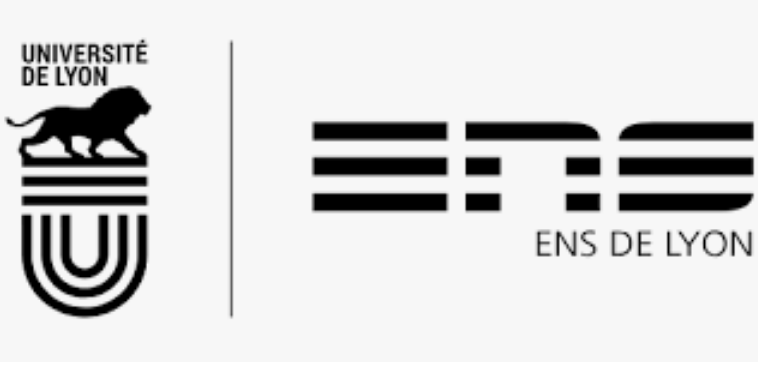 UNIVERSITÉ
DE LYON
ens
ENS DE LYON